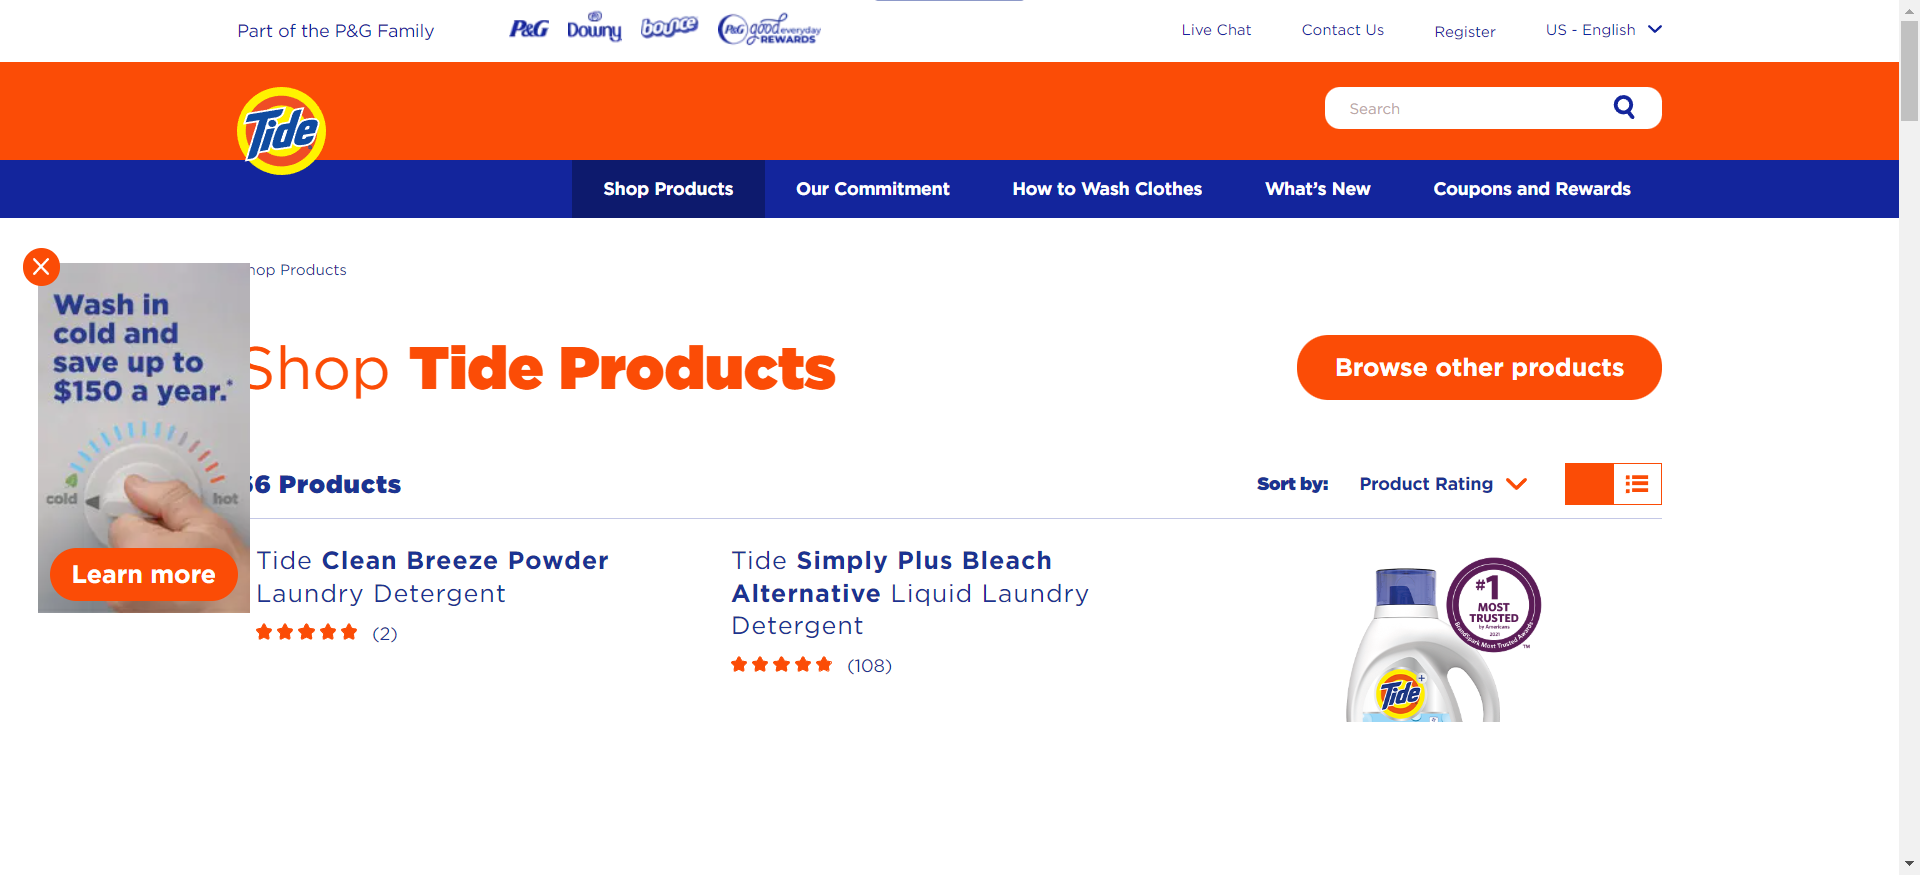 Part of the P&G Family
P&G
Downy
bounce
P&G good everyday
REWARDS
Live Chat
Contact Us
Register
US - English
Tide
Search
Shop Products
Our Commitment
How to Wash Clothes
What's New
Coupons and Rewards
hop Products
Wash in
cold and
save up to
$150 a year.*
cold
hot
Learn more
Shop Tide Products
Browse other products
6 Products
Sort by:
Product Rating
Tide Clean Breeze Powder
Laundry Detergent
(2)
Tide Simply Plus Bleach
Alternative Liquid Laundry
Detergent
(108)
#1
MOST
TRUSTED
by Americans
2021
BrandSpark Most Trusted Awards
TM
Tide+